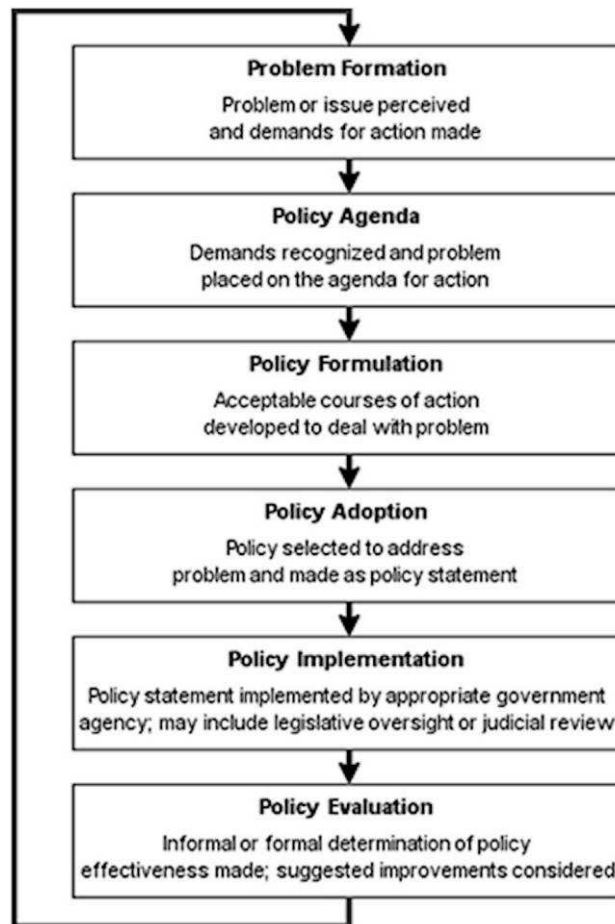 Problem Formation
Problem or issue perceived
and demands for action made
Policy Agenda
Demands recognized and problem
placed on the agenda for action
Policy Formulation
Acceptable courses of action
developed to deal with problem
Policy Adoption
Policy selected to address
problem and made as policy statement
Policy Implementation
Policy statement implemented by appropriate government
agency; may include legislative oversight or judicial review
Policy Evaluation
Informal or formal determination of policy
effectiveness made; suggested improvements considered